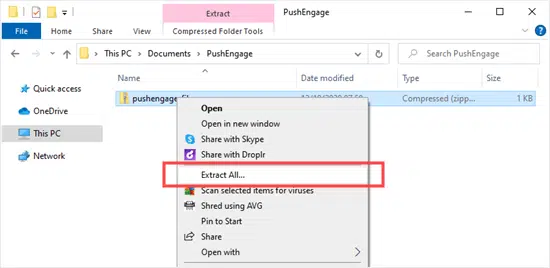 Extract
PushEngage
File
Home
Share
View
Compressed Folder Tools
This PC
Documents
PushEngage
Search PushEngage
Name
Date modified
Type
Size
Quick access
OneDrive
This PC
Network
Compressed (zipp...
1 KB
Open
Open in new window
Share with Skype
Share with Droplr
Extract All...
Scan selected items for viruses
Shred using AVG
Pin to Start
Share
Open with